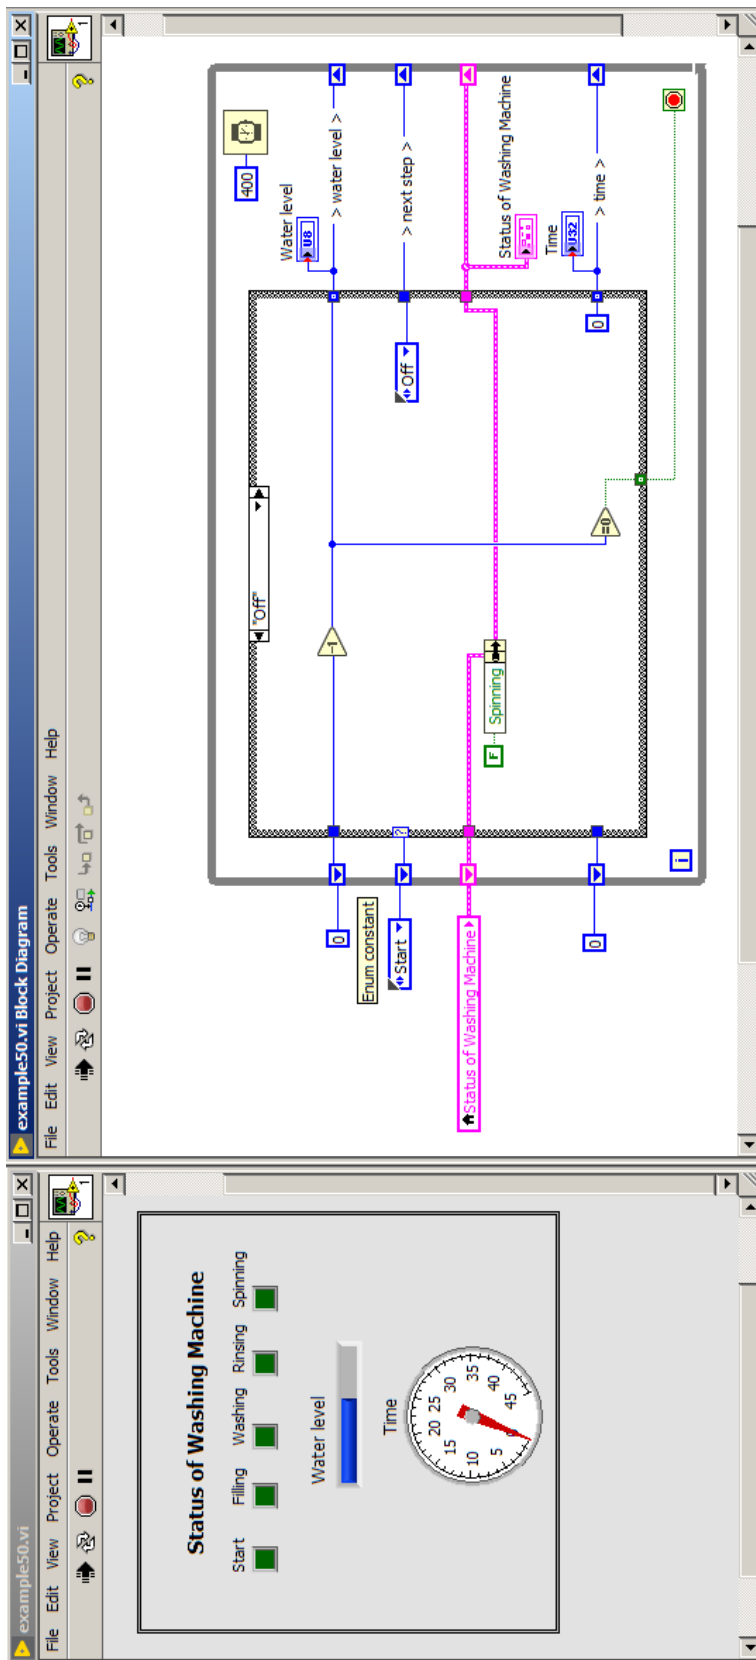 example50.vi
File Edit View Project Operate Tools Window Help
1
Status of Washing Machine
Start Filling Washing Rinsing Spinning
Water level
Time
0 5 10 15 20 25 30 35 40 45
example50.vi Block Diagram
File Edit View Project Operate Tools Window Help
1
400
Water level
U8
0
> water level >
"Off"
-1
Enum constant
Start
?
Off
> next step >
Status of Washing Machine
F
Spinning
Status of Washing Machine
Time
U32
=0
0
0
> time >
i